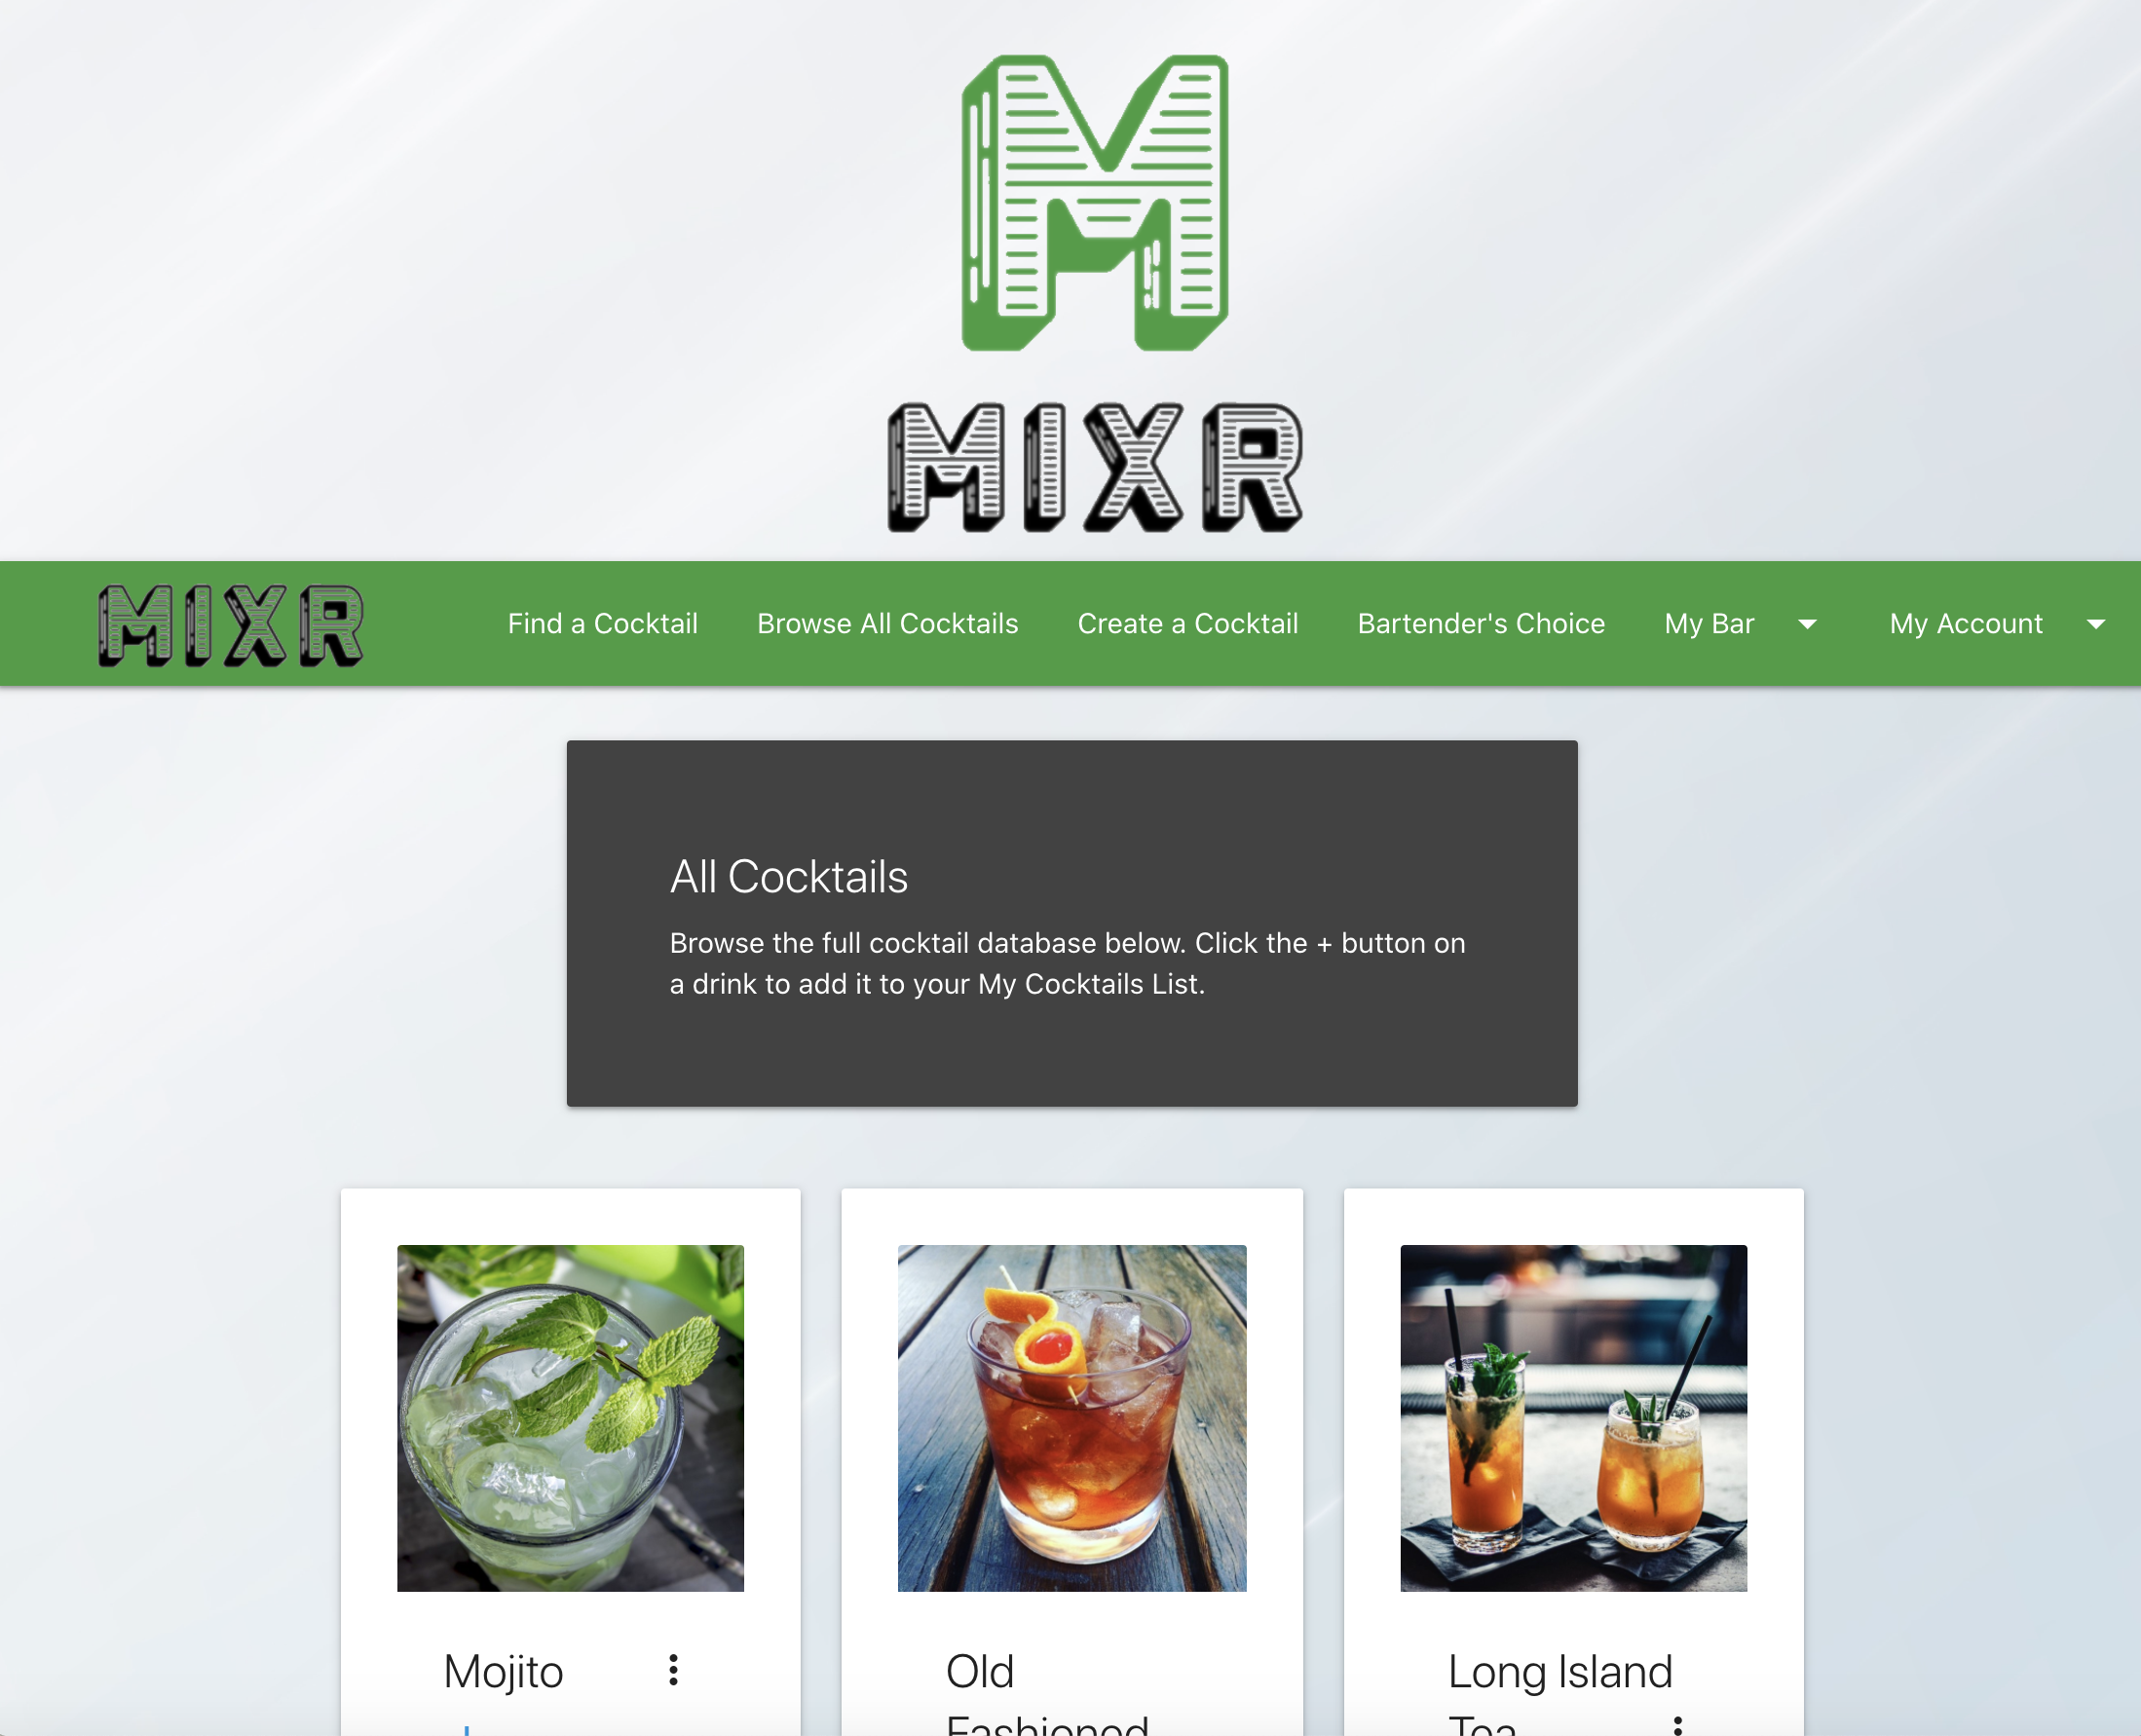 M
MIXR
MIXR Find a Cocktail Browse All Cocktails Create a Cocktail Bartender's Choice My Bar My Account
All Cocktails
Browse the full cocktail database below. Click the + button on
a drink to add it to your My Cocktails List.
Mojito Old Long Island
Fashioned Tea